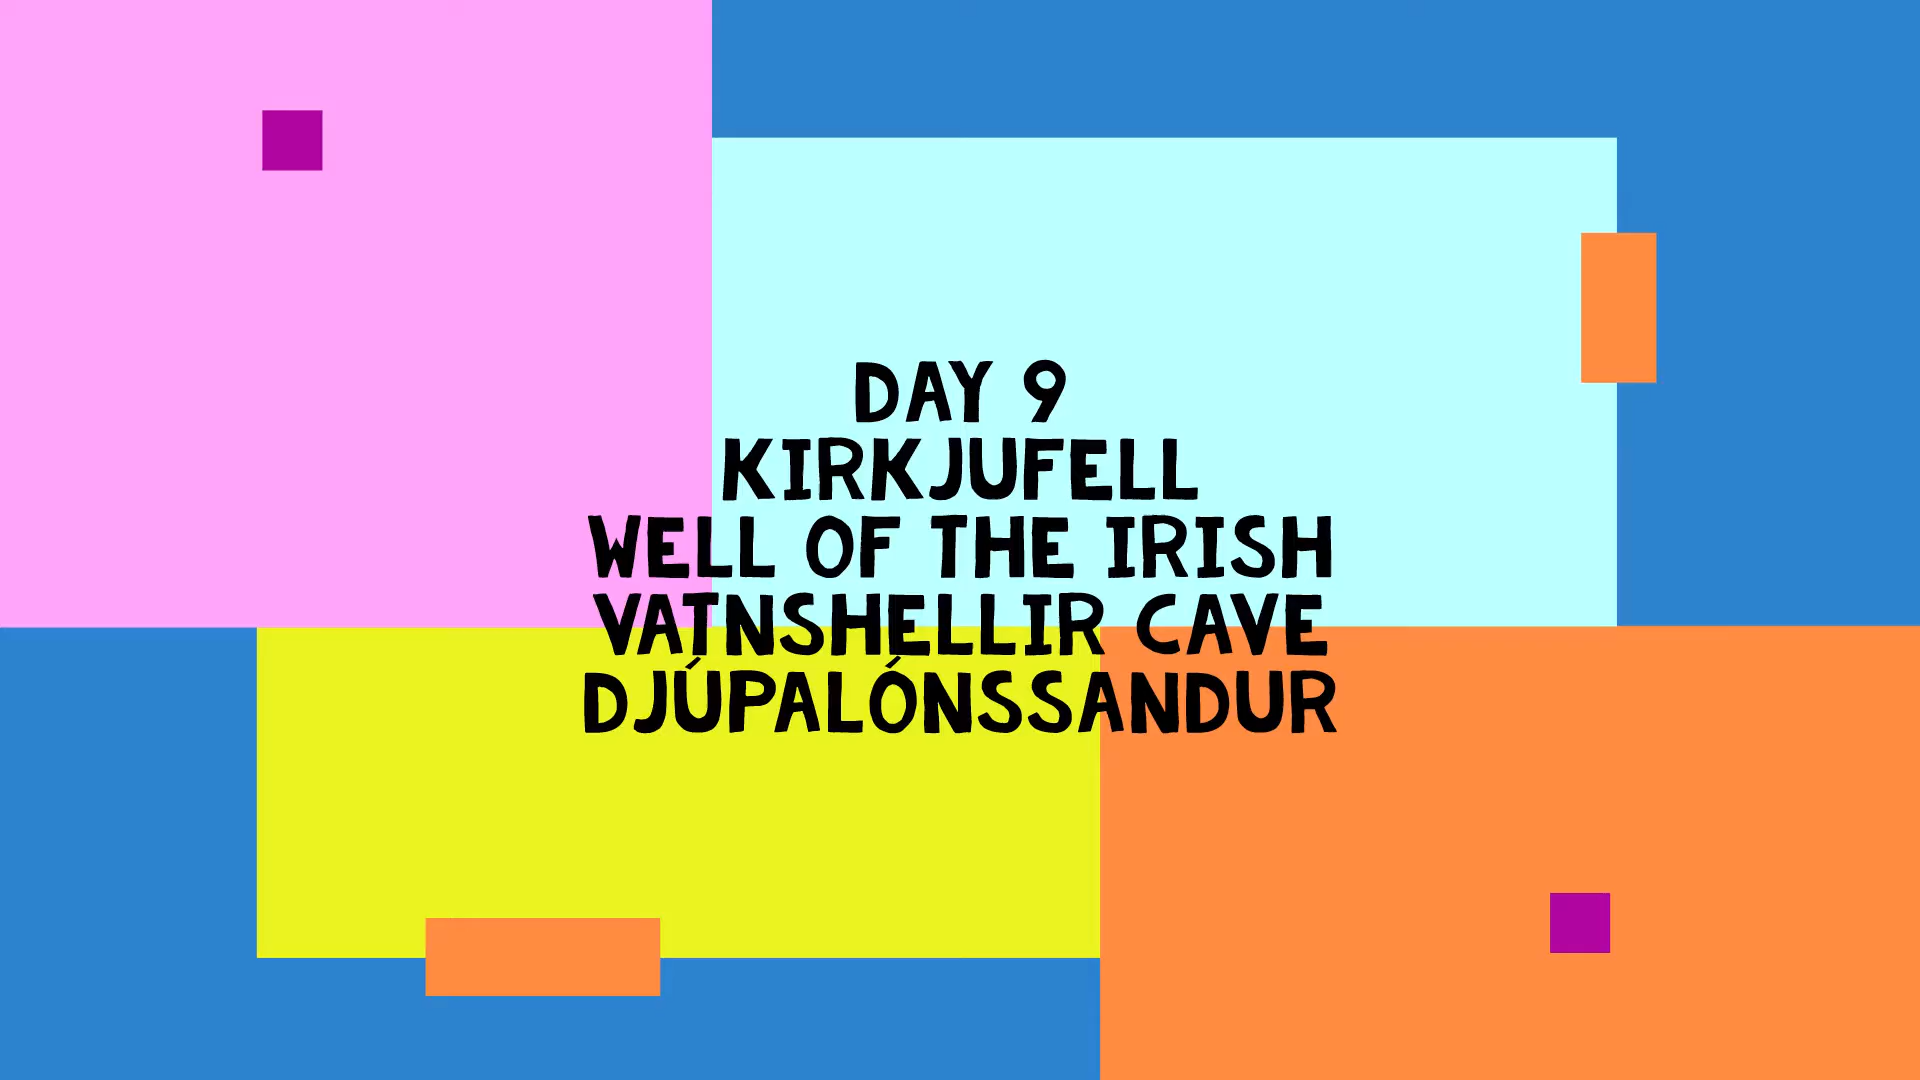 DAY 9
KIRKJUFELL
WELL OF THE IRISH
VATNSHELLIR CAVE
DJÚPALÓNSSANDUR